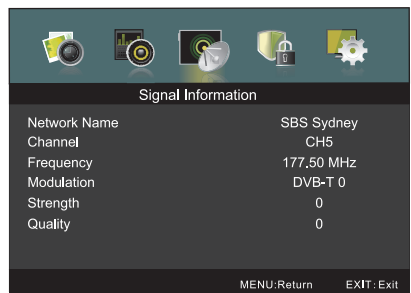 Signal Information
Network Name SBS Sydney
Channel CH5
Frequency 177.50 MHz
Modulation DVB-T 0
Strength 0
Quality 0
MENU:Return EXIT: Exit